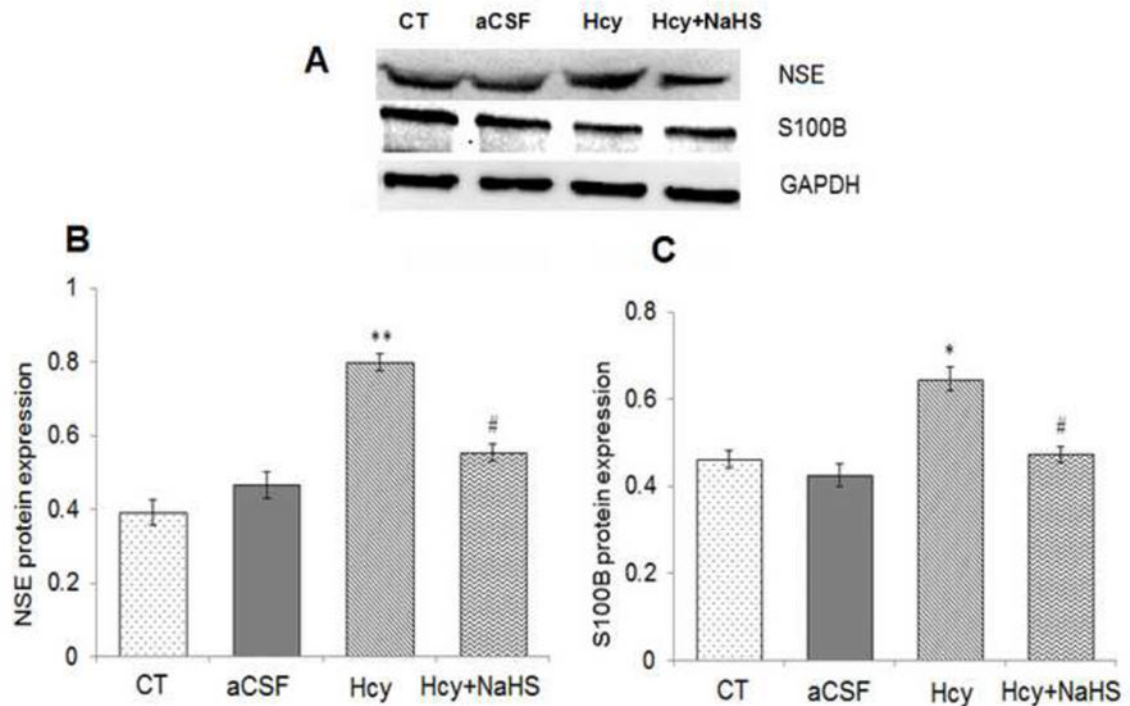 CT aCSF Hcy Hcy+NaHS
A
NSE
S100B
GAPDH
B
NSE protein expression
1
0.8
0.6
0.4
0.2
0
**
#
CT aCSF Hcy Hcy+NaHS
C
S100B protein expression
0.8
0.6
0.4
0.2
0
*
#
CT aCSF Hcy Hcy+NaHS